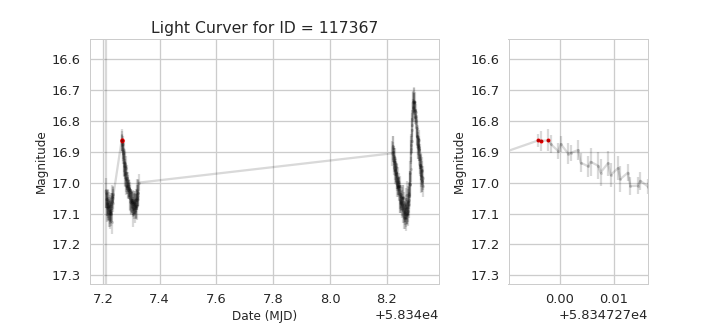 Light Curver for ID = 117367
Magnitude
16.6
16.7
16.8
16.9
17.0
17.1
17.2
17.3
7.2 7.4 7.6 7.8 8.0 8.2
Date (MJD) +5.834e4
Magnitude
16.6
16.7
16.8
16.9
17.0
17.1
17.2
17.3
0.00 0.01
+5.834727e4